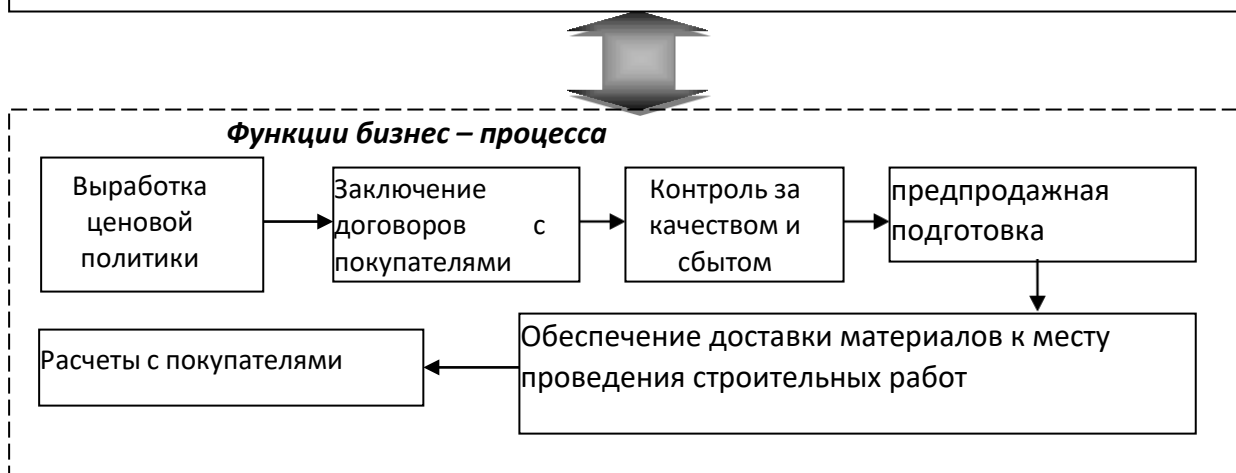 Функции бизнес – процесса
Выработка
ценовой
политики
Заключение
договоров с
покупателями
Контроль за
качеством и
сбытом
предпродажная
подготовка
Обеспечение доставки материалов к месту
проведения строительных работ
Расчеты с покупателями